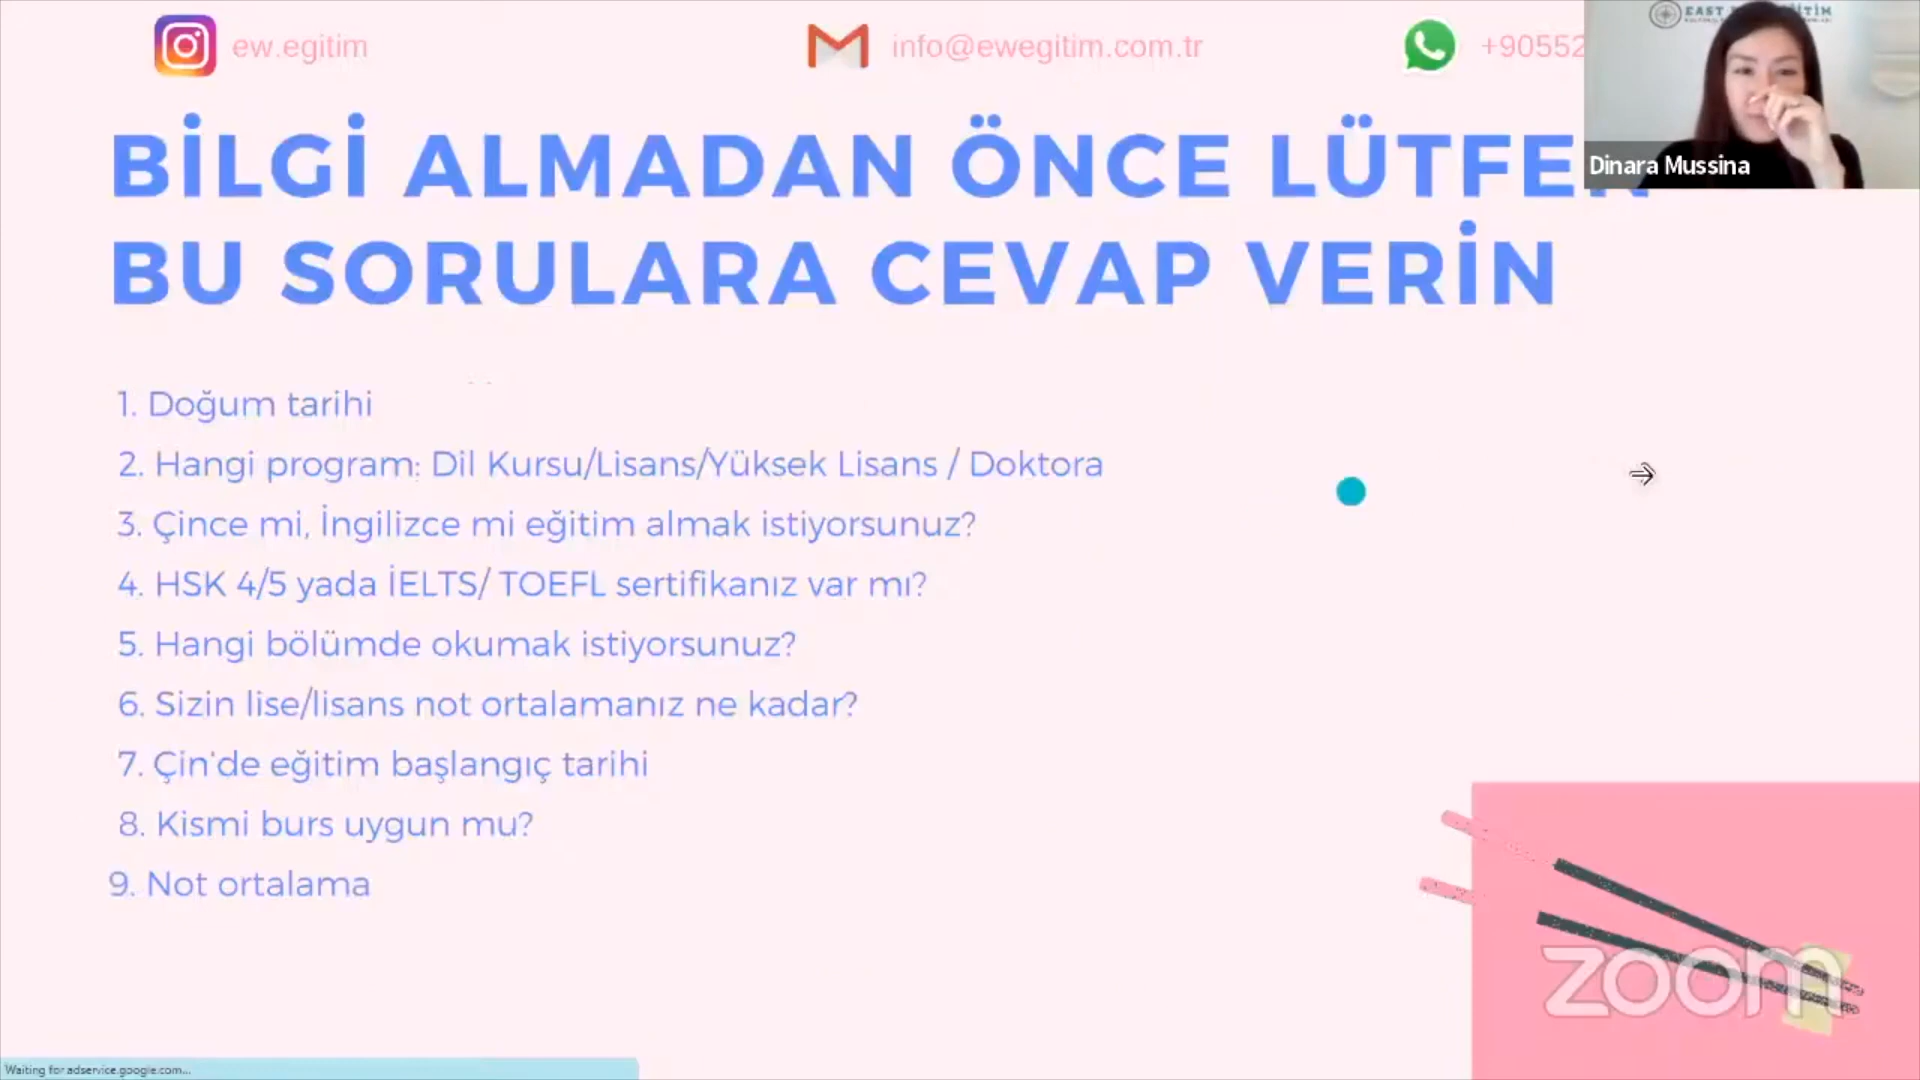 ew.egitim
info@ewegitim.com.tr
+90552
EAST
BİLGİ ALMADAN ÖNCE LÜTFEN
BU SORULARA CEVAP VERİN
Dinara Mussina
1. Doğum tarihi
2. Hangi program: Dil Kursu/Lisans/Yüksek Lisans / Doktora
3. Çince mi, İngilizce mi eğitim almak istiyorsunuz?
4. HSK 4/5 yada İELTS/ TOEFL sertifikanız var mı?
5. Hangi bölümde okumak istiyorsunuz?
6. Sizin lise/lisans not ortalamanız ne kadar?
7. Çin'de eğitim başlangıç tarihi
8. Kismi burs uygun mu?
9. Not ortalama
zoom
Waiting for adservice.google.com...